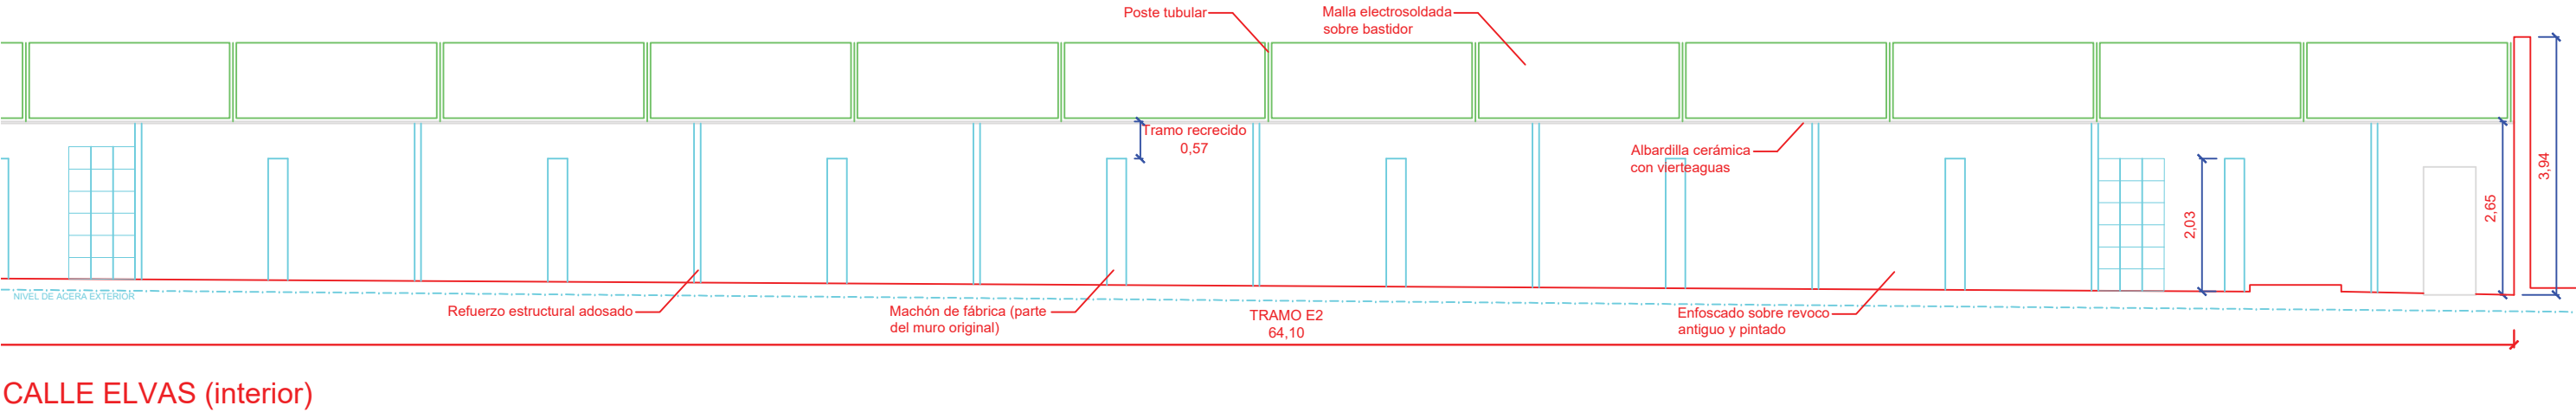 Poste tubular
Malla electrosoldada
sobre bastidor
Tramo recrecido
0,57
Albardilla cerámica
con vierteaguas
3,94
2,65
2,03
NIVEL DE ACERA EXTERIOR
Refuerzo estructural adosado
Machón de fábrica (parte
del muro original)
TRAMO E2
64,10
Enfoscado sobre revoco
antiguo y pintado
CALLE ELVAS (interior)